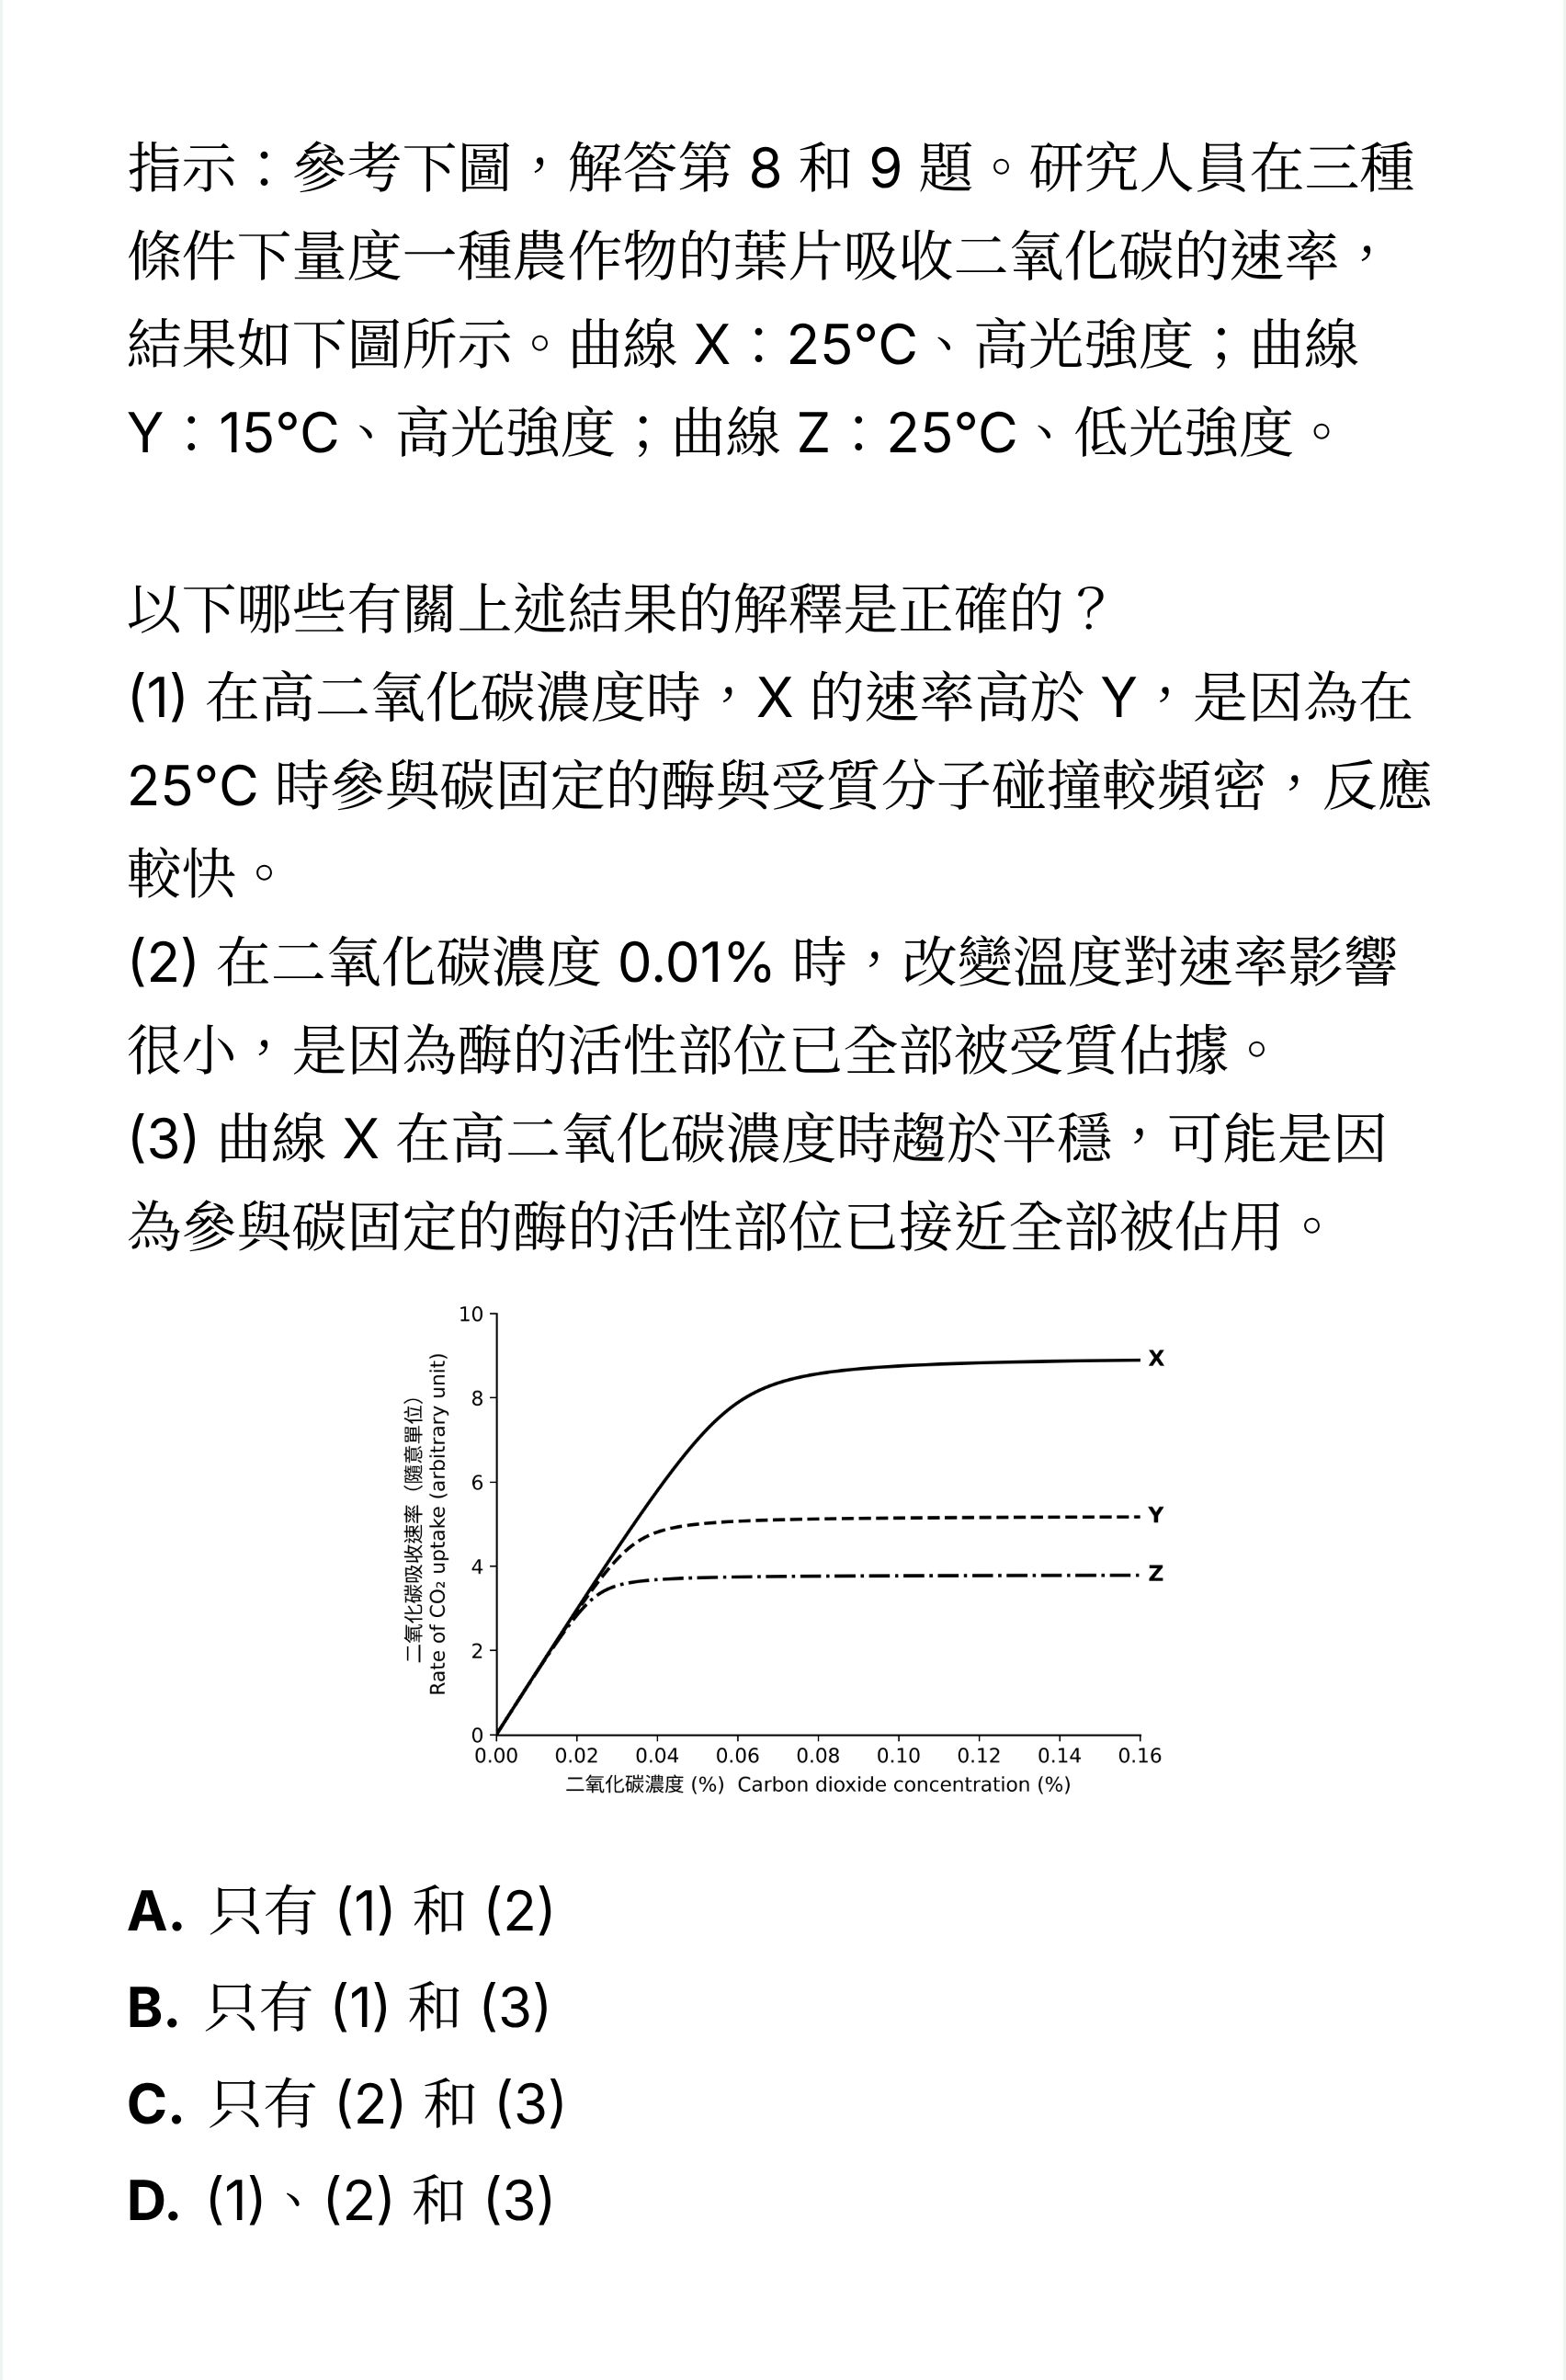 指示：參考下圖，解答第 8 和 9 題。研究人員在三種
條件下量度一種農作物的葉片吸收二氧化碳的速率，
結果如下圖所示。曲線 X：25°C、高光強度；曲線
Y：15°C、高光強度；曲線 Z：25°C、低光強度。
以下哪些有關上述結果的解釋是正確的？
(1) 在高二氧化碳濃度時，X 的速率高於 Y，是因為在
25°C 時參與碳固定的酶與受質分子碰撞較頻密，反應
較快。
(2) 在二氧化碳濃度 0.01% 時，改變溫度對速率影響
很小，是因為酶的活性部位已全部被受質佔據。
(3) 曲線 X 在高二氧化碳濃度時趨於平穩，可能是因
為參與碳固定的酶的活性部位已接近全部被佔用。
二氧化碳吸收速率（隨意單位）
Rate of CO₂ uptake (arbitrary unit)
10
8
6
4
2
0
X
Y
Z
0.00 0.02 0.04 0.06 0.08 0.10 0.12 0.14 0.16
二氧化碳濃度 (%) Carbon dioxide concentration (%)
A. 只有 (1) 和 (2)
B. 只有 (1) 和 (3)
C. 只有 (2) 和 (3)
D. (1)、(2) 和 (3)